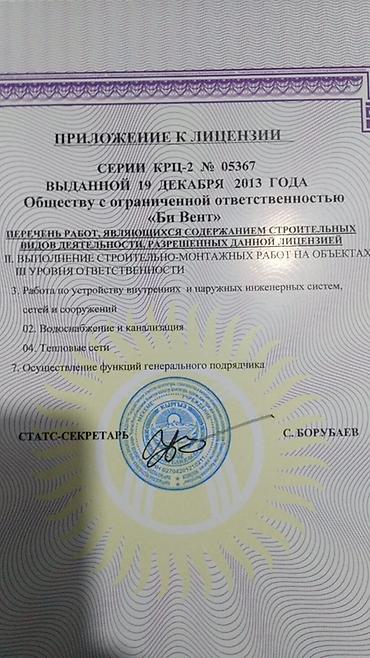 ПРИЛОЖЕНИЕ К ЛИЦЕНЗИИ
СЕРИИ КРЦ-2 № 05367
ВЫДАННОЙ 19 ДЕКАБРЯ 2013 ГОДА
Обществу с ограниченной ответственностью
«Би Вент»
ПЕРЕЧЕНЬ РАБОТ, ЯВЛЯЮЩИХСЯ СОДЕРЖАНИЕМ СТРОИТЕЛЬНЫХ
ВИДОВ ДЕЯТЕЛЬНОСТИ, РАЗРЕШЕННЫХ ДАННОЙ ЛИЦЕНЗИЕЙ
II. ВЫПОЛНЕНИЕ СТРОИТЕЛЬНО-МОНТАЖНЫХ РАБОТ НА ОБЪЕКТАХ
III УРОВНЯ ОТВЕТСТВЕННОСТИ
3. Работа по устройству внутренних и наружных инженерных систем,
сетей и сооружений
02. Водоснабжение и канализация
04. Тепловые сети
7. Осуществление функций генерального подрядчика
СТАТС-СЕКРЕТАРЬ С. БОРУБАЕВ